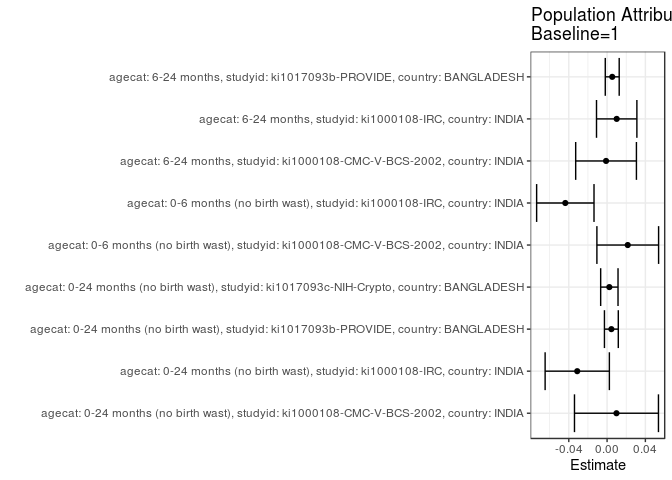 Population Attribu
Baseline=1
agecat: 6-24 months, studyid: ki1017093b-PROVIDE, country: BANGLADESH
agecat: 6-24 months, studyid: ki1000108-IRC, country: INDIA
agecat: 6-24 months, studyid: ki1000108-CMC-V-BCS-2002, country: INDIA
agecat: 0-6 months (no birth wast), studyid: ki1000108-IRC, country: INDIA
agecat: 0-6 months (no birth wast), studyid: ki1000108-CMC-V-BCS-2002, country: INDIA
agecat: 0-24 months (no birth wast), studyid: ki1017093c-NIH-Crypto, country: BANGLADESH
agecat: 0-24 months (no birth wast), studyid: ki1017093b-PROVIDE, country: BANGLADESH
agecat: 0-24 months (no birth wast), studyid: ki1000108-IRC, country: INDIA
agecat: 0-24 months (no birth wast), studyid: ki1000108-CMC-V-BCS-2002, country: INDIA
-0.04 0.00 0.04
Estimate